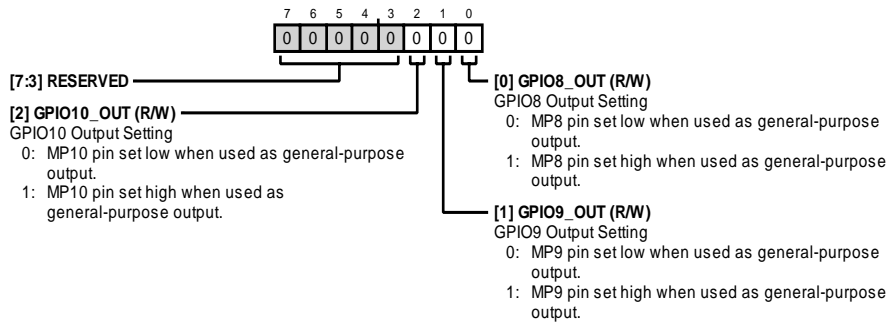 7 6 5 4 3 2 1 0
0 0 0 0 0 0 0 0
[7:3] RESERVED
[2] GPIO10_OUT (R/W)
GPIO10 Output Setting
0: MP10 pin set low when used as general-purpose
output.
1: MP10 pin set high when used as
general-purpose output.
[0] GPIO8_OUT (R/W)
GPIO8 Output Setting
0: MP8 pin set low when used as general-purpose
output.
1: MP8 pin set high when used as general-purpose
output.
[1] GPIO9_OUT (R/W)
GPIO9 Output Setting
0: MP9 pin set low when used as general-purpose
output.
1: MP9 pin set high when used as general-purpose
output.